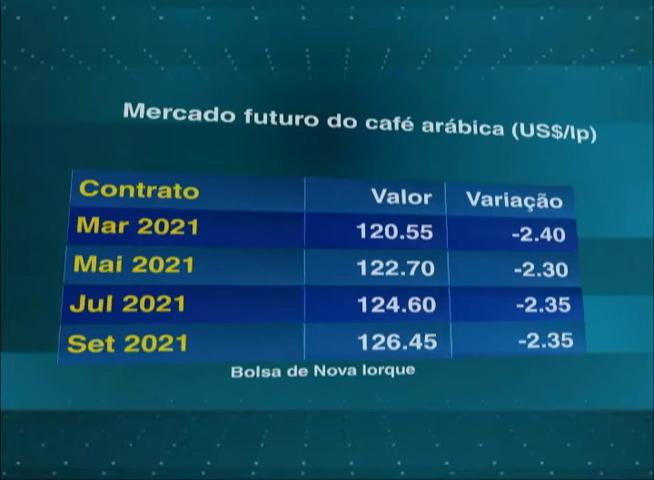 Mercado futuro do café arábica (US$/lp)
Contrato Valor Variação
Mar 2021 120.55 -2.40
Mai 2021 122.70 -2.30
Jul 2021 124.60 -2.35
Set 2021 126.45 -2.35
Bolsa de Nova Iorque